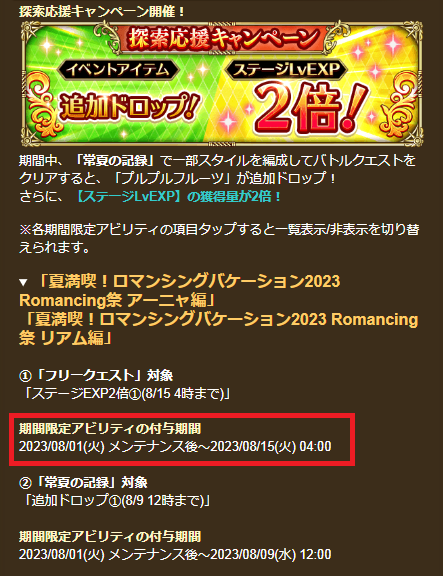 探索応援キャンペーン開催！
探索応援キャンペーン
イベントアイテム
追加ドロップ!
ステージLvEXP
2倍!
期間中、「常夏の記録」で一部スタイルを編成してバトルクエストを
クリアすると、「プルプルフルーツ」が追加ドロップ！
さらに、【ステージLvEXP】の獲得量が2倍！
※各期間限定アビリティの項目タップすると一覧表示/非表示を切り替
えられます。
▼「夏満喫！ロマンシングバケーション2023
Romancing祭 アーニャ編」
「夏満喫！ロマンシングバケーション2023 Romancing
祭 リアム編」
①「フリークエスト」対象
「ステージEXP2倍①(8/15 4時まで)」
期間限定アビリティの付与期間
2023/08/01(火) メンテナンス後～2023/08/15(火) 04:00
②「常夏の記録」対象
「追加ドロップ①(8/9 12時まで)」
期間限定アビリティの付与期間
2023/08/01(火) メンテナンス後～2023/08/09(水) 12:00